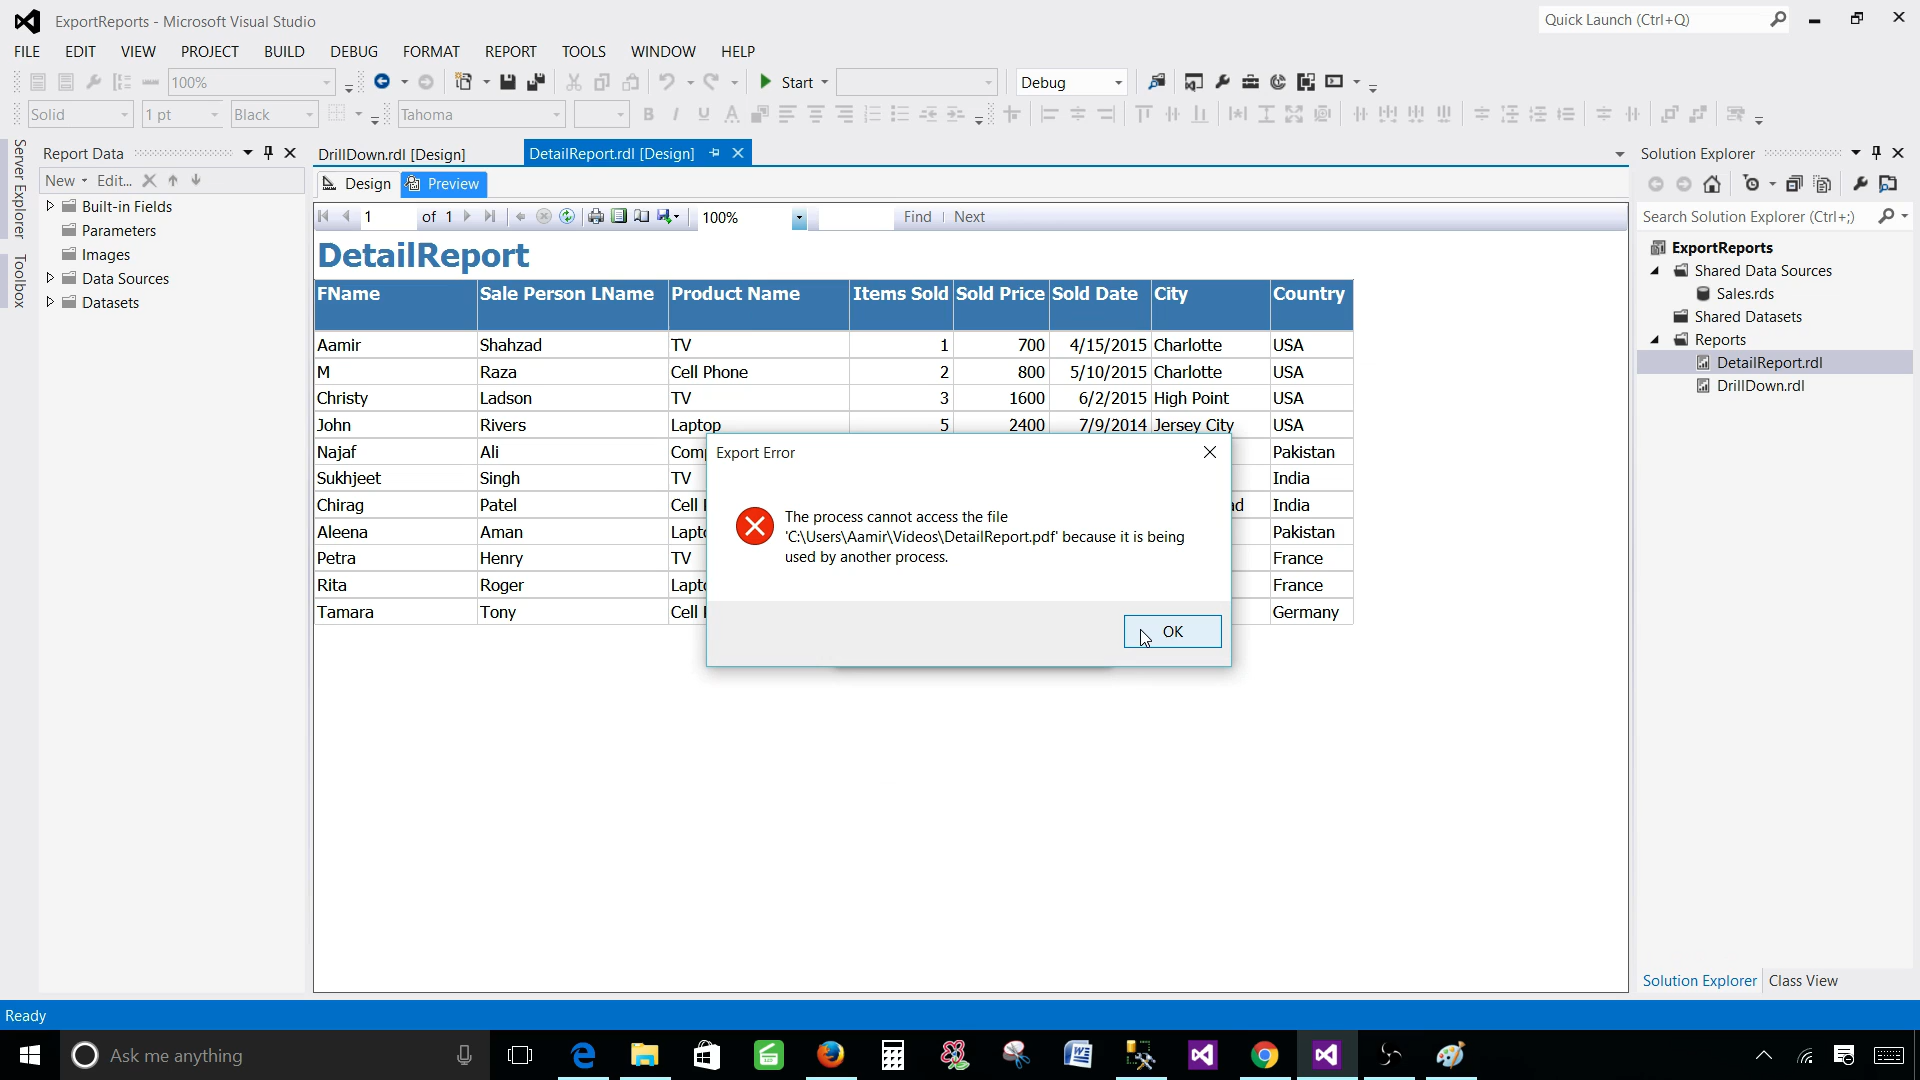 ExportReports - Microsoft Visual Studio
Quick Launch (Ctrl+Q)
FILE EDIT VIEW PROJECT BUILD DEBUG FORMAT REPORT TOOLS WINDOW HELP
100% Start Debug
Solid 1 pt Black Tahoma B I U A
Server Explorer
Toolbox
Report Data
New Edit...
Built-in Fields
Parameters
Images
Data Sources
Datasets
DrillDown.rdl [Design] DetailReport.rdl [Design]
Design Preview
1 of 1 100% Find | Next
DetailReport
FName Sale Person LName Product Name Items Sold Sold Price Sold Date City Country
Aamir Shahzad TV 1 700 4/15/2015 Charlotte USA
M Raza Cell Phone 2 800 5/10/2015 Charlotte USA
Christy Ladson TV 3 1600 6/2/2015 High Point USA
John Rivers Laptop 5 2400 7/9/2014 Jersey City USA
Najaf Ali Com Pakistan
Sukhjeet Singh TV India
Chirag Patel Cell ad India
Aleena Aman Lapt Pakistan
Petra Henry TV France
Rita Roger Lapt France
Tamara Tony Cell Germany
Export Error
The process cannot access the file
'C:\Users\Aamir\Videos\DetailReport.pdf' because it is being
used by another process.
OK
Solution Explorer
Search Solution Explorer (Ctrl+;)
ExportReports
Shared Data Sources
Sales.rds
Shared Datasets
Reports
DetailReport.rdl
DrillDown.rdl
Solution Explorer Class View
Ready
Ask me anything